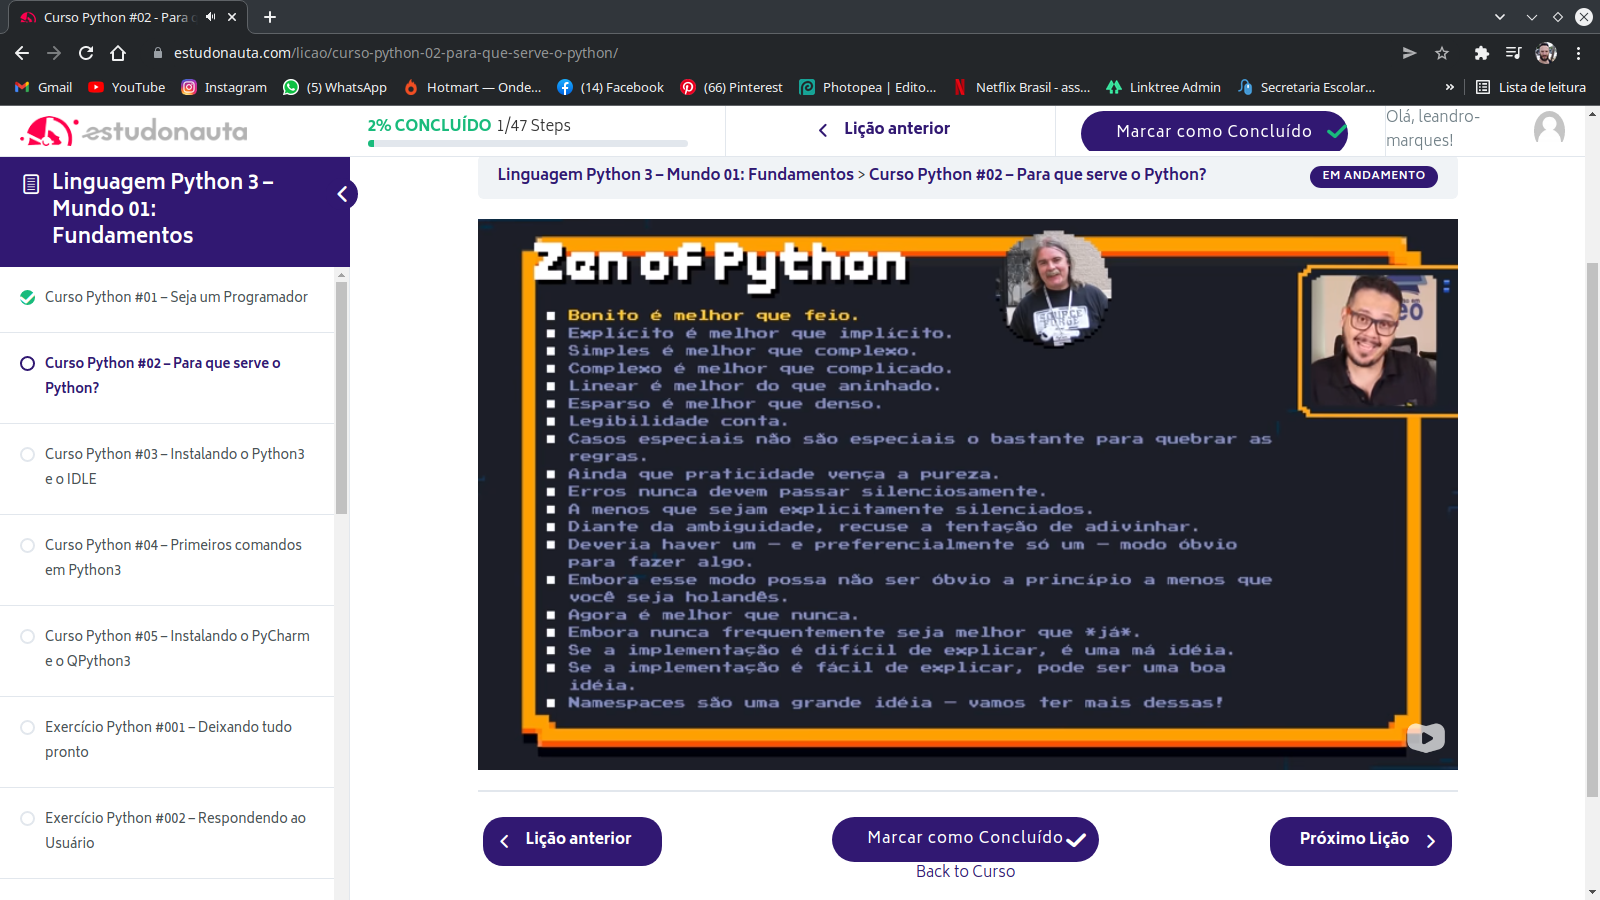 Curso Python #02 - Para
estudonauta.com/licao/curso-python-02-para-que-serve-o-python/
Gmail
YouTube
Instagram
(5) WhatsApp
Hotmart — Onde...
(14) Facebook
(66) Pinterest
Photopea | Edito...
Netflix Brasil - ass...
Linktree Admin
Secretaria Escolar...
»
Lista de leitura
estudonauta
2% CONCLUÍDO 1/47 Steps
Lição anterior
Marcar como Concluído
Olá, leandro-
marques!
Linguagem Python 3 – 
Mundo 01:
Fundamentos
Linguagem Python 3 – Mundo 01: Fundamentos > Curso Python #02 – Para que serve o Python?
EM ANDAMENTO
Curso Python #01 – Seja um Programador
Curso Python #02 – Para que serve o
Python?
Curso Python #03 – Instalando o Python3
e o IDLE
Curso Python #04 – Primeiros comandos
em Python3
Curso Python #05 – Instalando o PyCharm
e o QPython3
Exercício Python #001 – Deixando tudo
pronto
Exercício Python #002 – Respondendo ao
Usuário
Zen of Python
Bonito é melhor que feio.
Explícito é melhor que implícito.
Simples é melhor que complexo.
Complexo é melhor que complicado.
Linear é melhor do que aninhado.
Esparso é melhor que denso.
Legibilidade conta.
Casos especiais não são especiais o bastante para quebrar as
regras.
Ainda que praticidade vença a pureza.
Erros nunca devem passar silenciosamente.
A menos que sejam explicitamente silenciados.
Diante da ambiguidade, recuse a tentação de adivinhar.
Deveria haver um — e preferencialmente só um — modo óbvio
para fazer algo.
Embora esse modo possa não ser óbvio a princípio a menos que
você seja holandês.
Agora é melhor que nunca.
Embora nunca frequentemente seja melhor que *já*.
Se a implementação é difícil de explicar, é uma má idéia.
Se a implementação é fácil de explicar, pode ser uma boa
idéia.
Namespaces são uma grande idéia — vamos ter mais dessas!
Lição anterior
Marcar como Concluído
Próximo Lição
Back to Curso